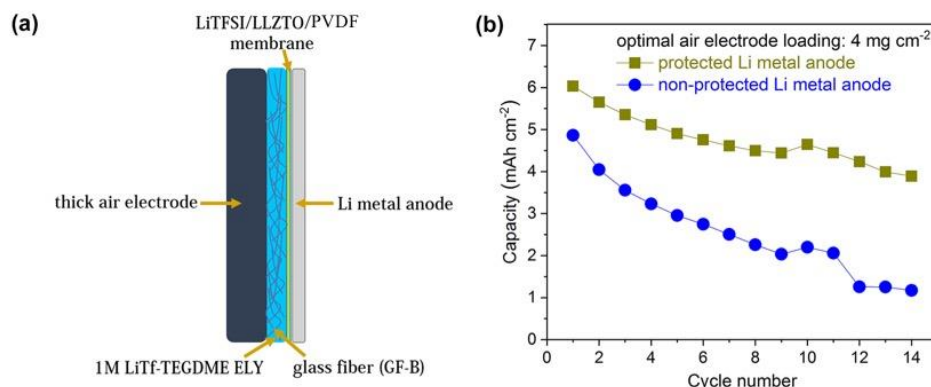 (a)
LiTFSI/LLZTO/PVDF
membrane
thick air electrode
Li metal anode
1M LiTf-TEGDME ELY
glass fiber (GF-B)
(b)
optimal air electrode loading: 4 mg cm⁻²
protected Li metal anode
non-protected Li metal anode
Capacity (mAh cm⁻²)
7
6
5
4
3
2
1
0
0 2 4 6 8 10 12 14
Cycle number